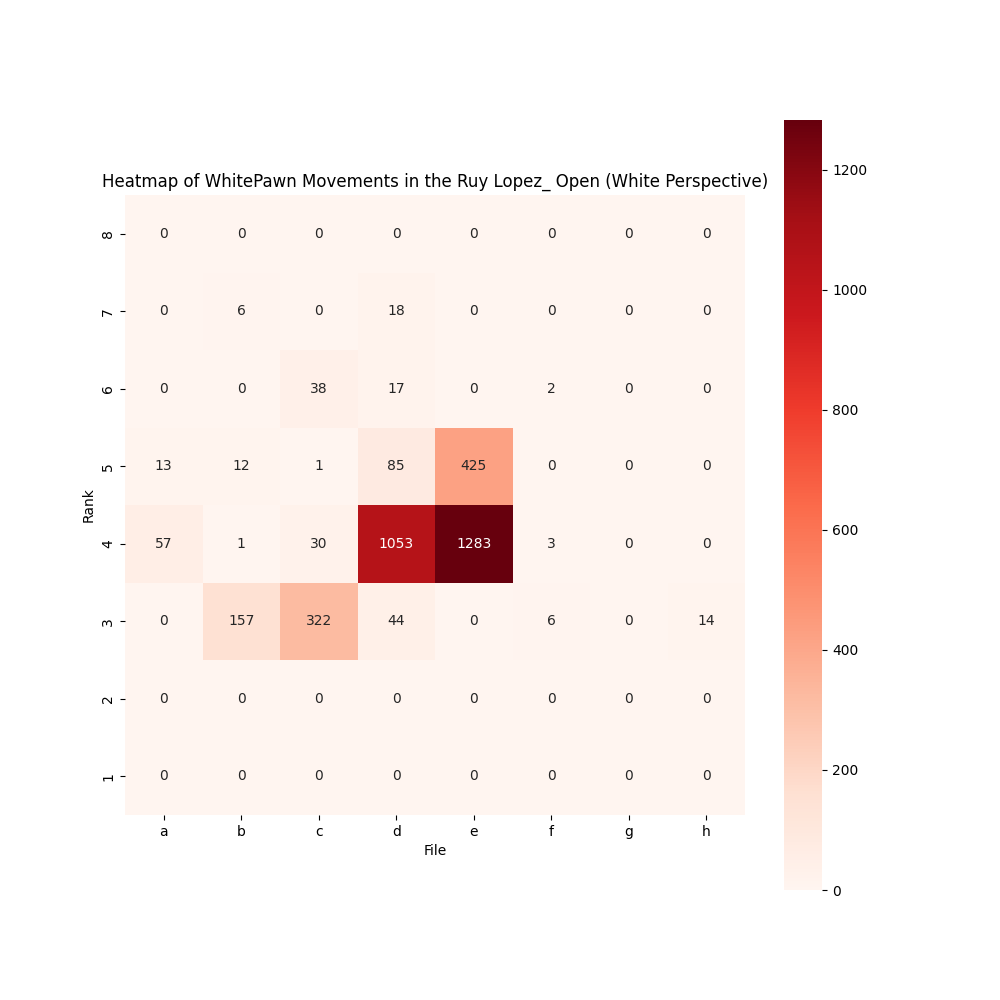 Heatmap of WhitePawn Movements in the Ruy Lopez_ Open (White Perspective)
8 0 0 0 0 0 0 0 0
7 0 6 0 18 0 0 0 0
6 0 0 38 17 0 2 0 0
5 13 12 1 85 425 0 0 0
4 57 1 30 1053 1283 3 0 0
3 0 157 322 44 0 6 0 14
2 0 0 0 0 0 0 0 0
1 0 0 0 0 0 0 0 0
a b c d e f g h
File
Rank
1200
1000
800
600
400
200
0